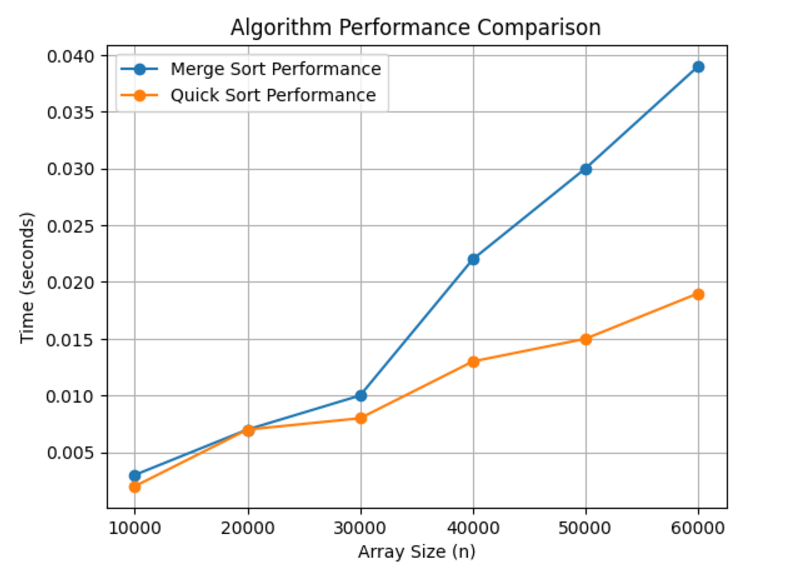 Algorithm Performance Comparison
Merge Sort Performance
Quick Sort Performance
0.040
0.035
0.030
0.025
0.020
0.015
0.010
0.005
Time (seconds)
10000 20000 30000 40000 50000 60000
Array Size (n)